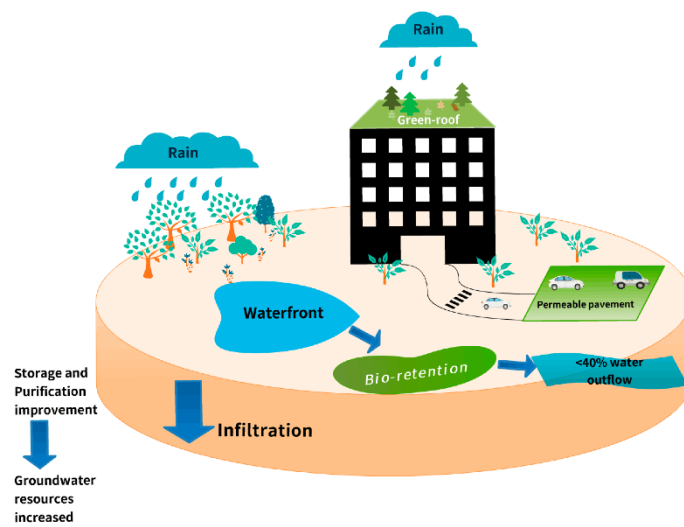 Rain
Green-roof
Rain
Permeable pavement
Waterfront
Bio-retention
<40% water
outflow
Storage and
Purification
improvement
Infiltration
Groundwater
resources
increased